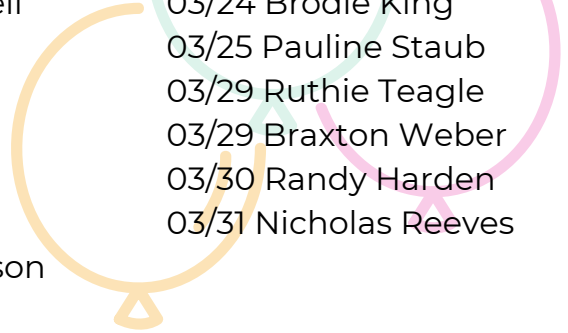 03/24 Brodie King
03/25 Pauline Staub
03/29 Ruthie Teagle
03/29 Braxton Weber
03/30 Randy Harden
03/31 Nicholas Reeves
son